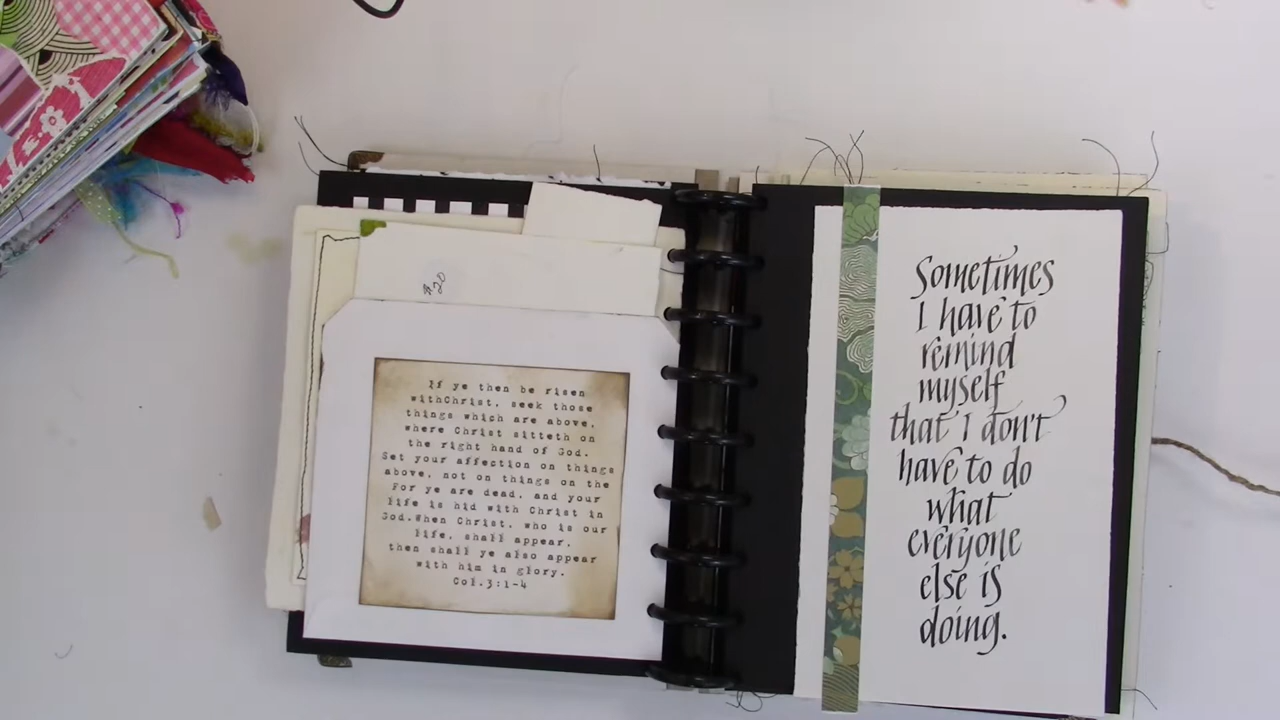 If ye then be risen
withChrist, seek those
things which are above,
where Christ sitteth on
the right hand of God.
Set your affection on things
above, not on things on the
For ye are dead, and your
life is hid with Christ in
God.When Christ, who is our
life, shall appear,
then shall ye also appear
with him in glory.
Col.3:1-4
Sometimes
I have to
remind
myself
that I don't
have to do
what
everyone
else is
doing.